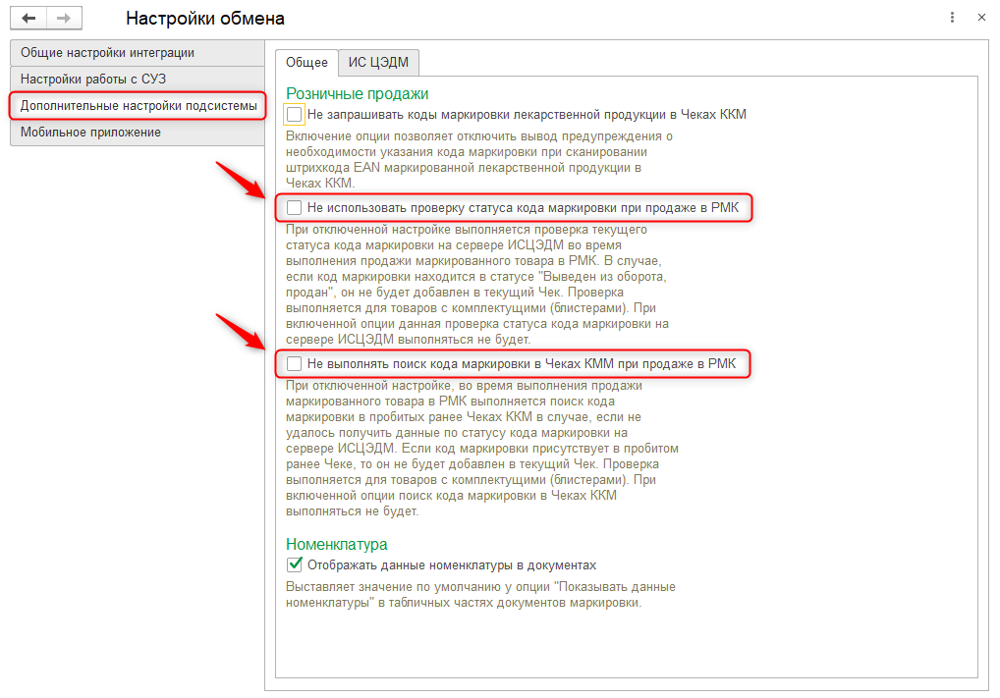 Настройки обмена
Общие настройки интеграции
Настройки работы с СУЗ
Дополнительные настройки подсистемы
Мобильное приложение
Общее
ИС ЦЭДМ
Розничные продажи
Не запрашивать коды маркировки лекарственной продукции в Чеках ККМ
Включение опции позволяет отключить вывод предупреждения о
необходимости указания кода маркировки при сканировании
штрихкода EAN маркированной лекарственной продукции в
Чеках ККМ.
Не использовать проверку статуса кода маркировки при продаже в РМК
При отключенной настройке выполняется проверка текущего
статуса кода маркировки на сервере ИСЦЭДМ во время
выполнения продажи маркированного товара в РМК. В случае,
если код маркировки находится в статусе "Выведен из оборота,
продан", он не будет добавлен в текущий Чек. Проверка
выполняется для товаров с комплектущими (блистерами). При
включенной опции данная проверка статуса кода маркировки на
сервере ИСЦЭДМ выполняться не будет.
Не выполнять поиск кода маркировки в Чеках КММ при продаже в РМК
При отключенной настройке, во время выполнения продажи
маркированного товара в РМК выполняется поиск кода
маркировки в пробитых ранее Чеках ККМ в случае, если не
удалось получить данные по статусу кода маркировки на
сервере ИСЦЭДМ. Если код маркировки присутствует в пробитом
ранее Чеке, то он не будет добавлен в текущий Чек. Проверка
выполняется для товаров с комплектущими (блистерами). При
включенной опции поиск кода маркировки в Чеках ККМ
выполняться не будет.
Номенклатура
Отображать данные номенклатуры в документах
Выставляет значение по умолчанию у опции "Показывать данные
номенклатуры" в табличных частях документов маркировки.